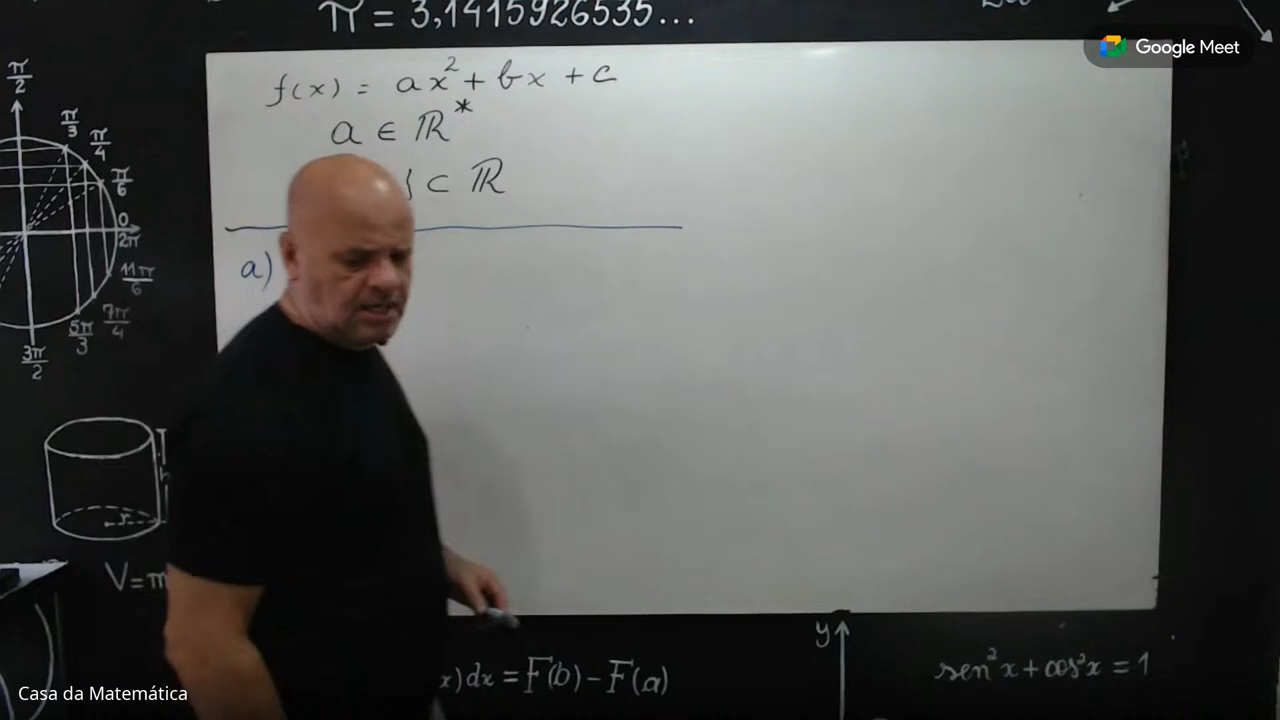 π = 3,1415926535...
Google Meet
f(x) = ax² + bx + c
a ∈ ℝ*
} ⊂ ℝ
a)
π/2
π/3
π/4
π/6
0
2π
11π/6
7π/4
5π/3
3π/2
r
V=π
x)dx = F(b) - F(a)
y
sen²x + cos²x = 1
Casa da Matemática